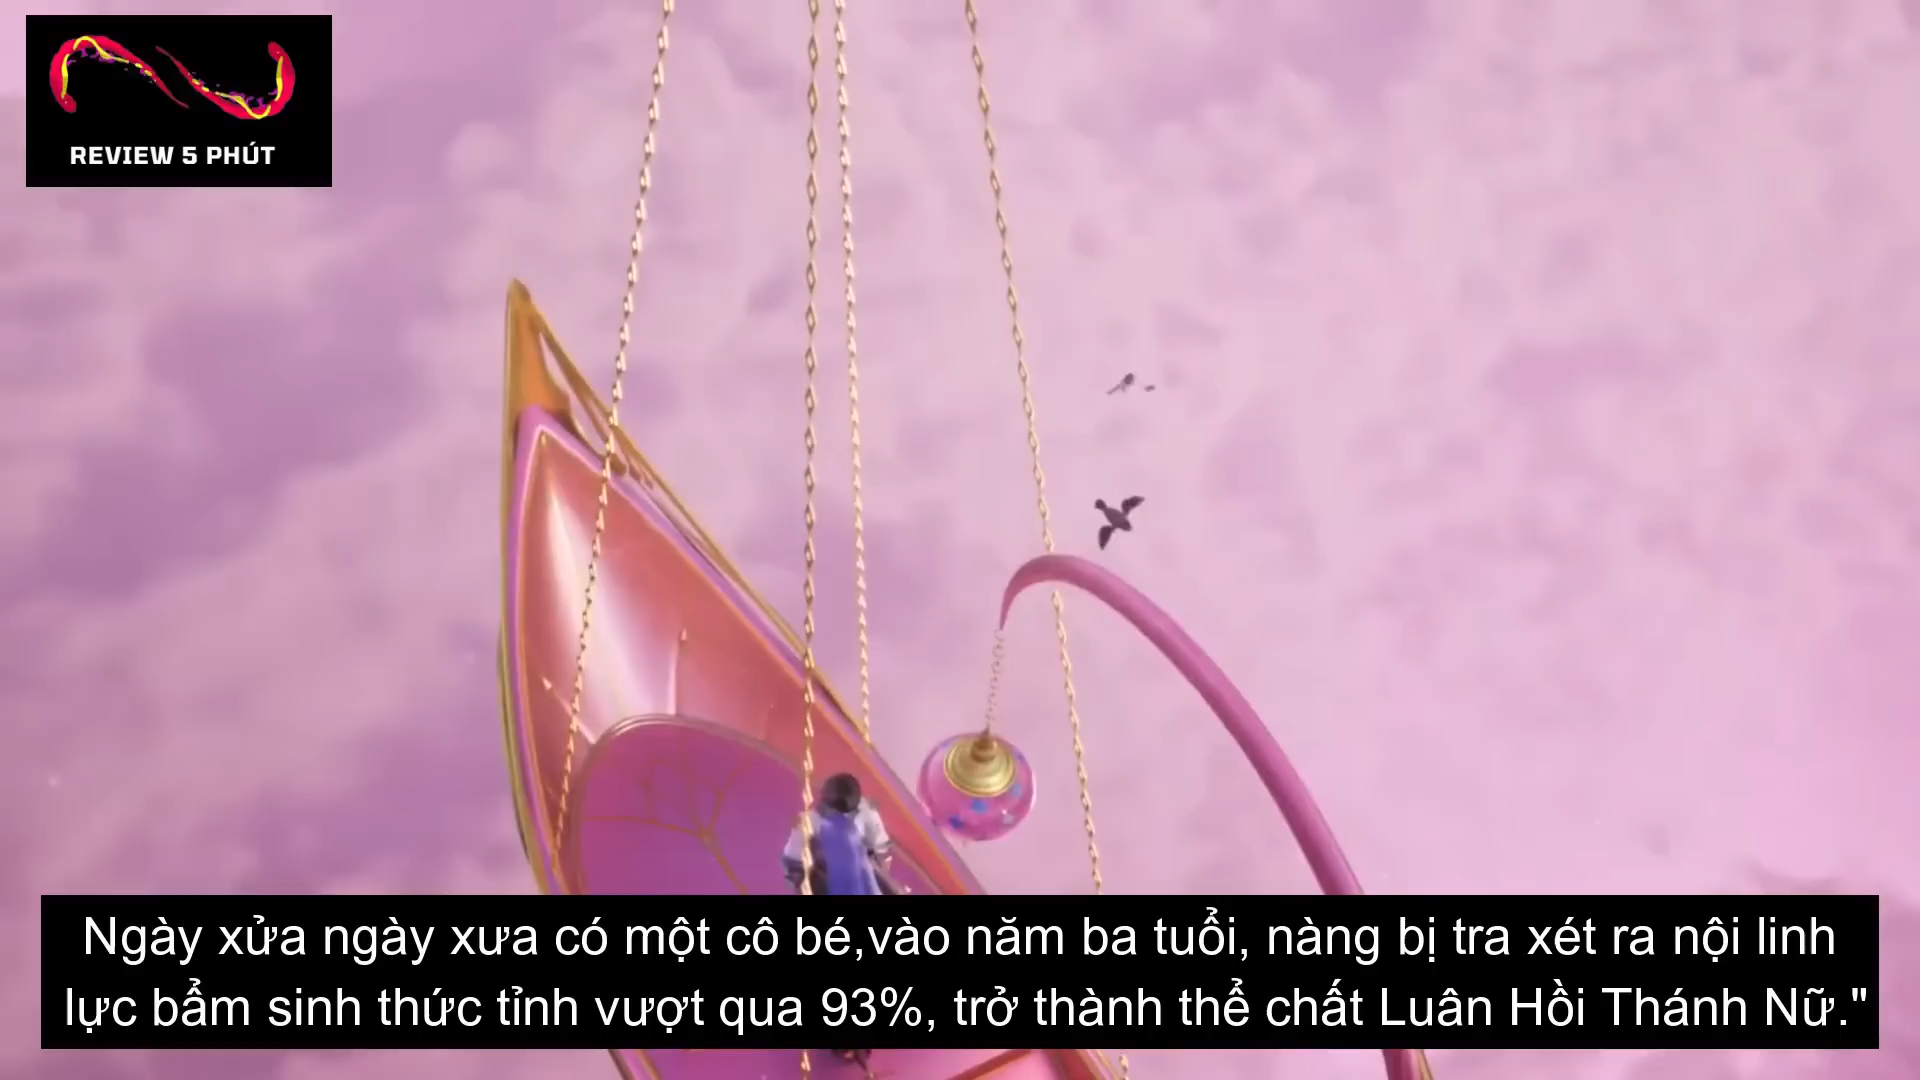 REVIEW 5 PHÚT
Ngày xửa ngày xưa có một cô bé,vào năm ba tuổi, nàng bị tra xét ra nội linh
lực bẩm sinh thức tỉnh vượt qua 93%, trở thành thể chất Luân Hồi Thánh Nữ."